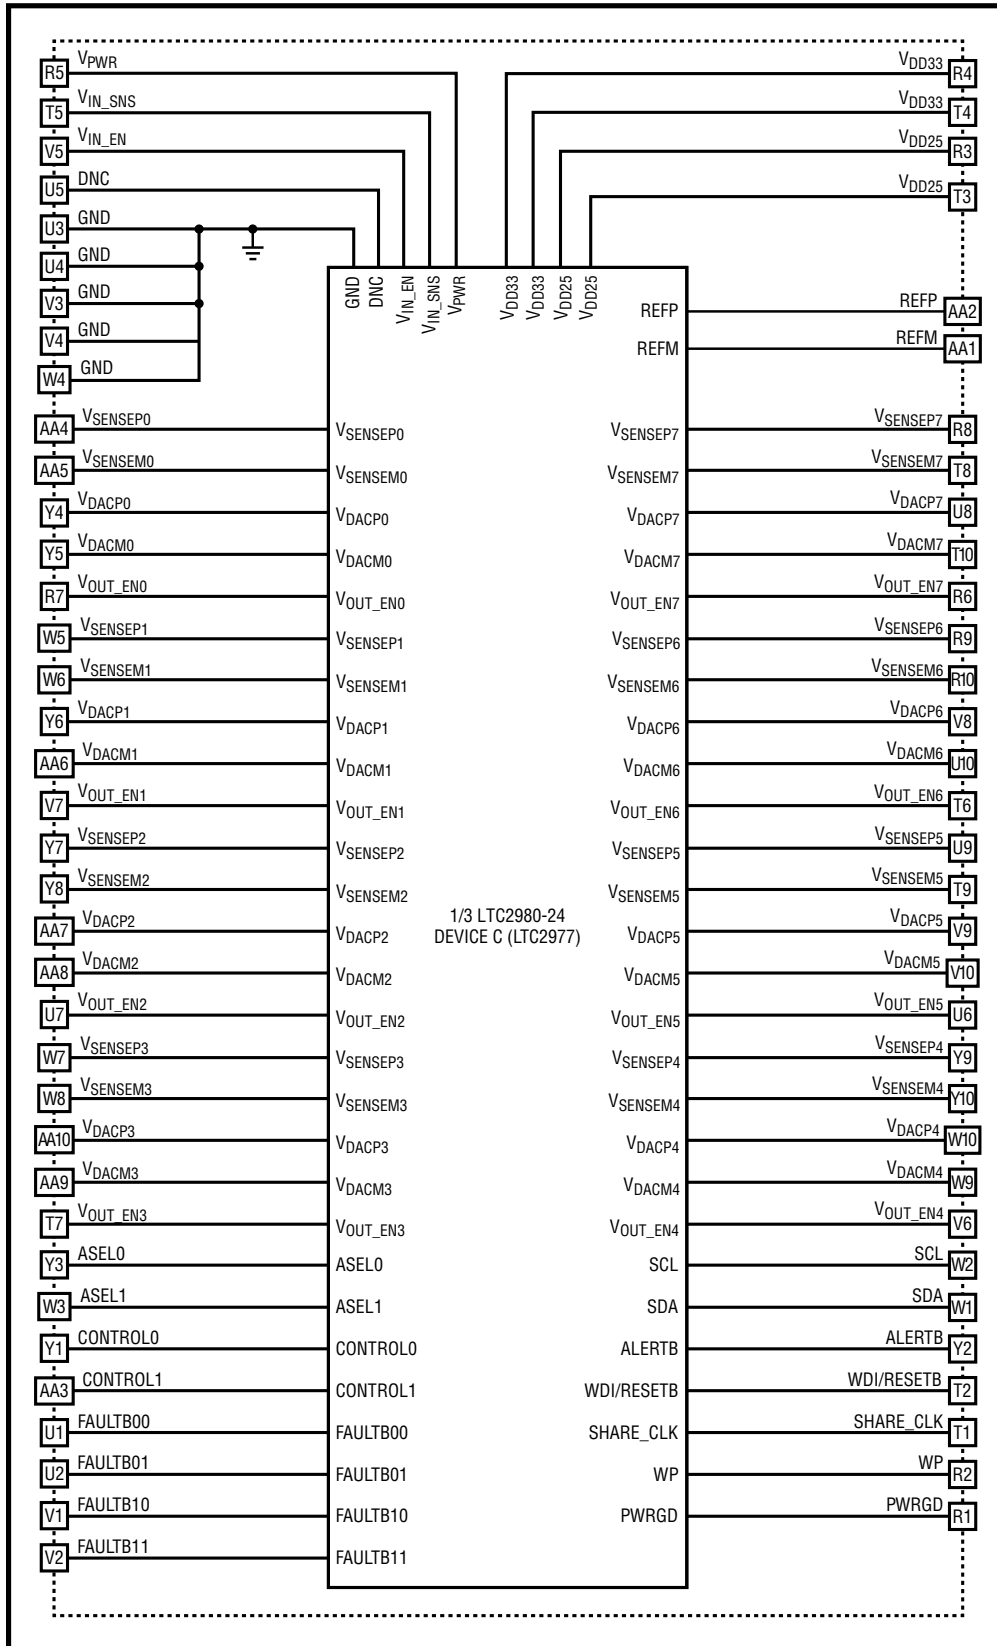 R5 VPWR VDD33 R4
T5 VIN_SNS VDD33 T4
V5 VIN_EN VDD25 R3
U5 DNC VDD25 T3
U3 GND
U4 GND
V3 GND
V4 GND
W4 GND
GND DNC VIN_EN VIN_SNS VPWR VDD33 VDD33 VDD25 VDD25
REFP REFP AA2
REFM REFM AA1
AA4 VSENSEP0 VSENSEP0 VSENSEP7 VSENSEP7 R8
AA5 VSENSEM0 VSENSEM0 VSENSEM7 VSENSEM7 T8
Y4 VDACP0 VDACP0 VDACP7 VDACP7 U8
Y5 VDACM0 VDACM0 VDACM7 VDACM7 T10
R7 VOUT_EN0 VOUT_EN0 VOUT_EN7 VOUT_EN7 R6
W5 VSENSEP1 VSENSEP1 VSENSEP6 VSENSEP6 R9
W6 VSENSEM1 VSENSEM1 VSENSEM6 VSENSEM6 R10
Y6 VDACP1 VDACP1 VDACP6 VDACP6 V8
AA6 VDACM1 VDACM1 VDACM6 VDACM6 U10
V7 VOUT_EN1 VOUT_EN1 VOUT_EN6 VOUT_EN6 T6
Y7 VSENSEP2 VSENSEP2 VSENSEP5 VSENSEP5 U9
Y8 VSENSEM2 VSENSEM2 VSENSEM5 VSENSEM5 T9
1/3 LTC2980-24
DEVICE C (LTC2977)
AA7 VDACP2 VDACP2 VDACP5 VDACP5 V9
AA8 VDACM2 VDACM2 VDACM5 VDACM5 V10
U7 VOUT_EN2 VOUT_EN2 VOUT_EN5 VOUT_EN5 U6
W7 VSENSEP3 VSENSEP3 VSENSEP4 VSENSEP4 Y9
W8 VSENSEM3 VSENSEM3 VSENSEM4 VSENSEM4 Y10
AA10 VDACP3 VDACP3 VDACP4 VDACP4 W10
AA9 VDACM3 VDACM3 VDACM4 VDACM4 W9
T7 VOUT_EN3 VOUT_EN3 VOUT_EN4 VOUT_EN4 V6
Y3 ASEL0 ASEL0 SCL SCL W2
W3 ASEL1 ASEL1 SDA SDA W1
Y1 CONTROL0 CONTROL0 ALERTB ALERTB Y2
AA3 CONTROL1 CONTROL1 WDI/RESETB WDI/RESETB T2
U1 FAULTB00 FAULTB00 SHARE_CLK SHARE_CLK T1
U2 FAULTB01 FAULTB01 WP WP R2
V1 FAULTB10 FAULTB10 PWRGD PWRGD R1
V2 FAULTB11 FAULTB11